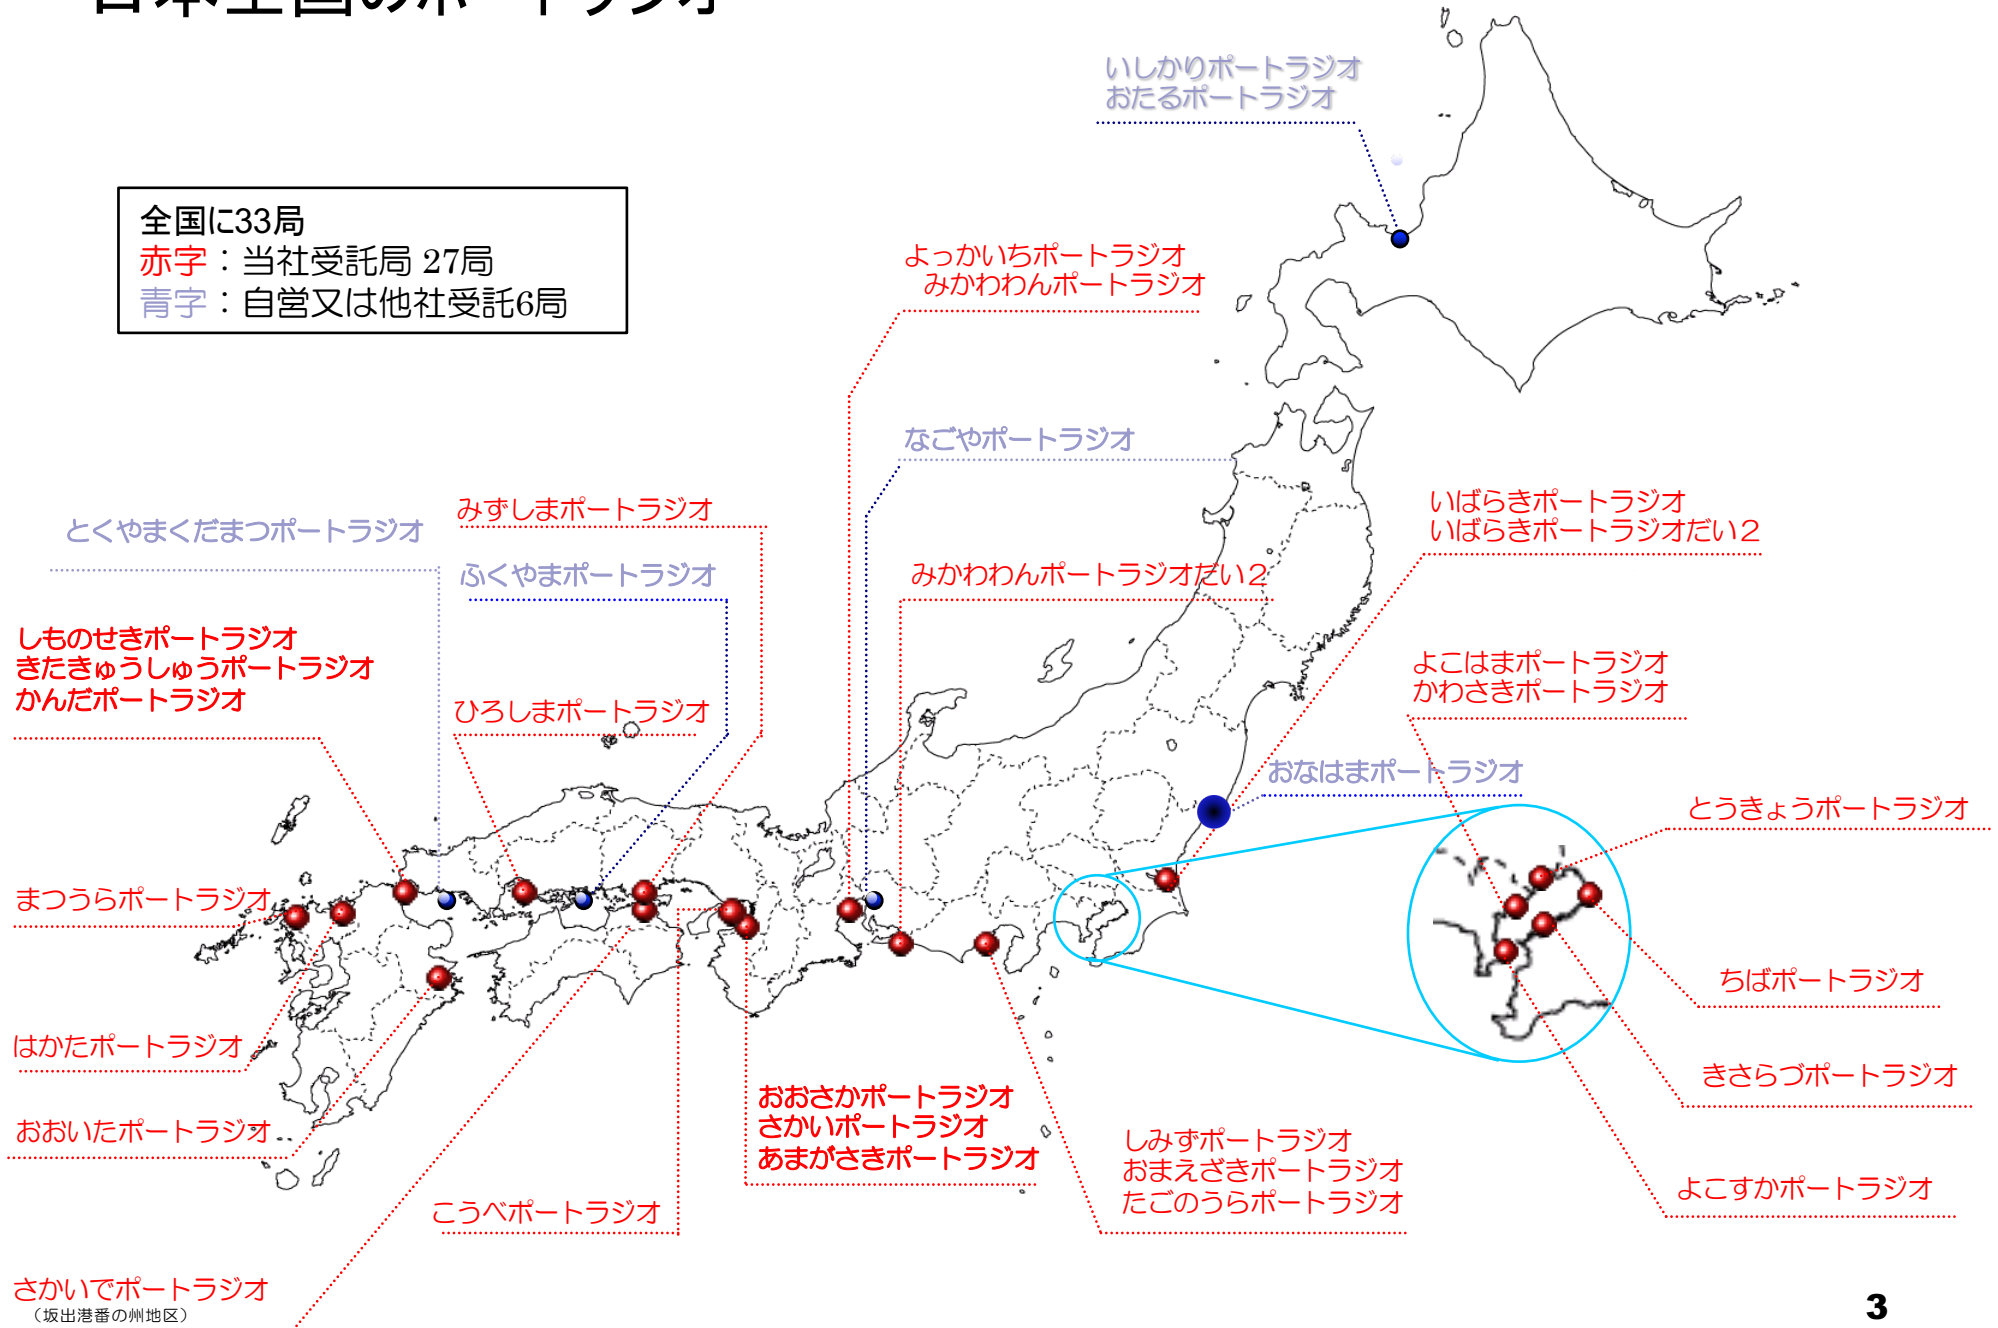 日本全国のポートラジオ
いしかりポートラジオ
おたるポートラジオ
全国に33局
赤字：当社受託局 27局
青字：自営又は他社受託6局
よっかいちポートラジオ
みかわわんポートラジオ
なごやポートラジオ
みずしまポートラジオ
いばらきポートラジオ
いばらきポートラジオだい２
とくやまくだまつポートラジオ
ふくやまポートラジオ
みかわわんポートラジオだい２
しものせきポートラジオ
きたきゅうしゅうポートラジオ
かんだポートラジオ
よこはまポートラジオ
かわさきポートラジオ
ひろしまポートラジオ
おなはまポートラジオ
とうきょうポートラジオ
まつうらポートラジオ
ちばポートラジオ
はかたポートラジオ
きさらづポートラジオ
おおさかポートラジオ
さかいポートラジオ
あまがさきポートラジオ
おおいたポートラジオ
しみずポートラジオ
おまえざきポートラジオ
たごのうらポートラジオ
よこすかポートラジオ
こうべポートラジオ
さかいでポートラジオ
（坂出港番の州地区）
3